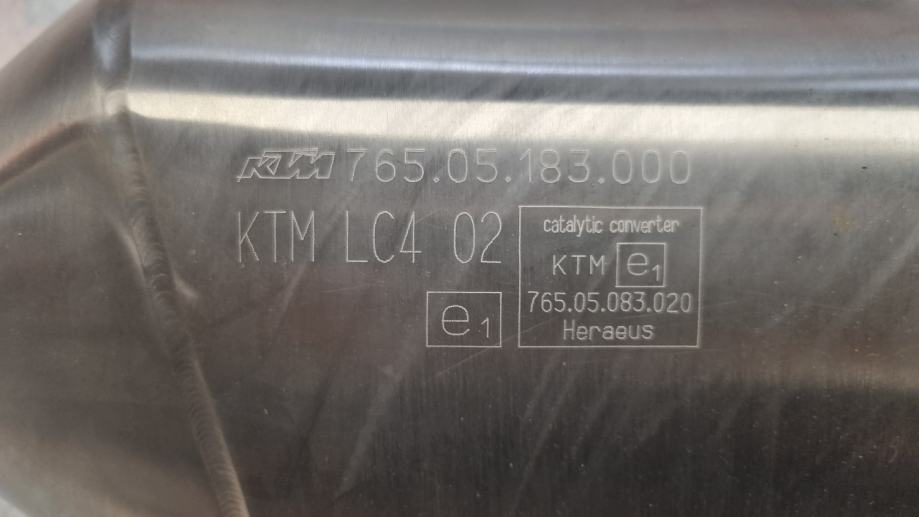 KTM 765.05.183.000
KTM LC4 02
e1
catalytic converter
KTM e1
765.05.083.020
Heraeus